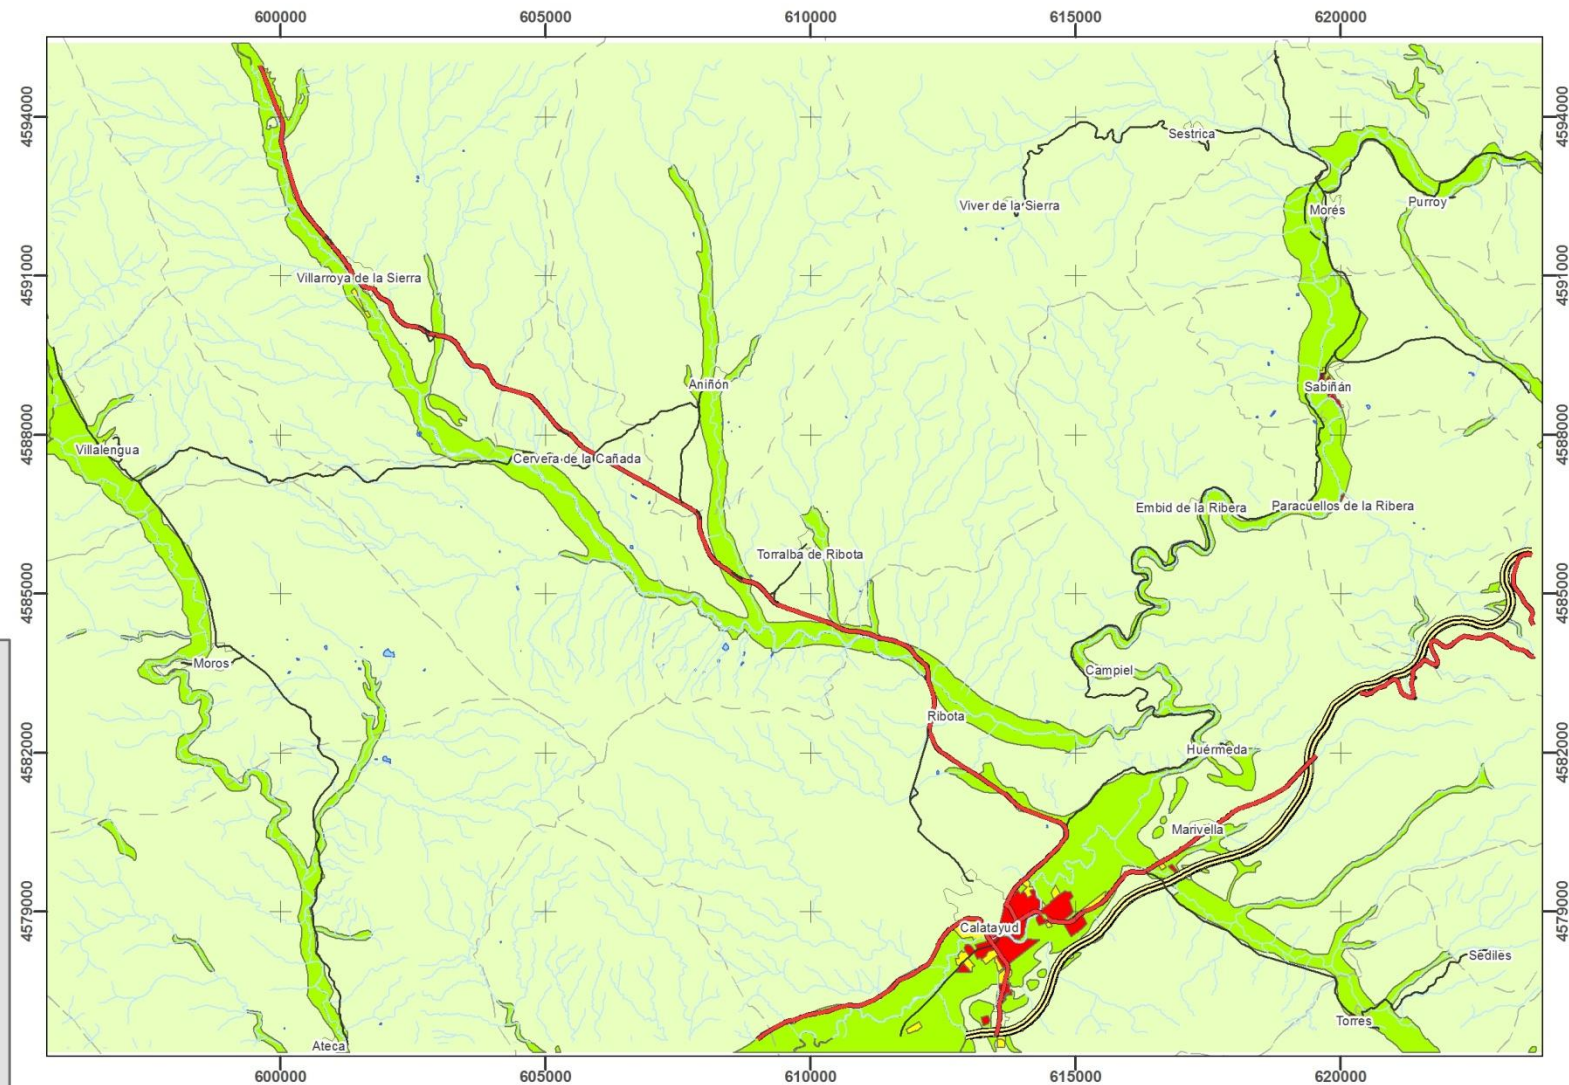 600000 605000 610000 615000 620000
4594000 4594000
Sestrica
Viver de la Sierra
Morés
Purroy
4591000 4591000
Villarroya de la Sierra
Aniñón
Sabiñán
4588000 4588000
Villalengua
Cervera de la Cañada
Embid de la Ribera
Paracuellos de la Ribera
Torralba de Ribota
4585000 4585000
Moros
Campiel
Ribota
Huérmeda
4582000 4582000
Marivella
4579000 4579000
Calatayud
Sediles
Torres
Ateca
600000 605000 610000 615000 620000